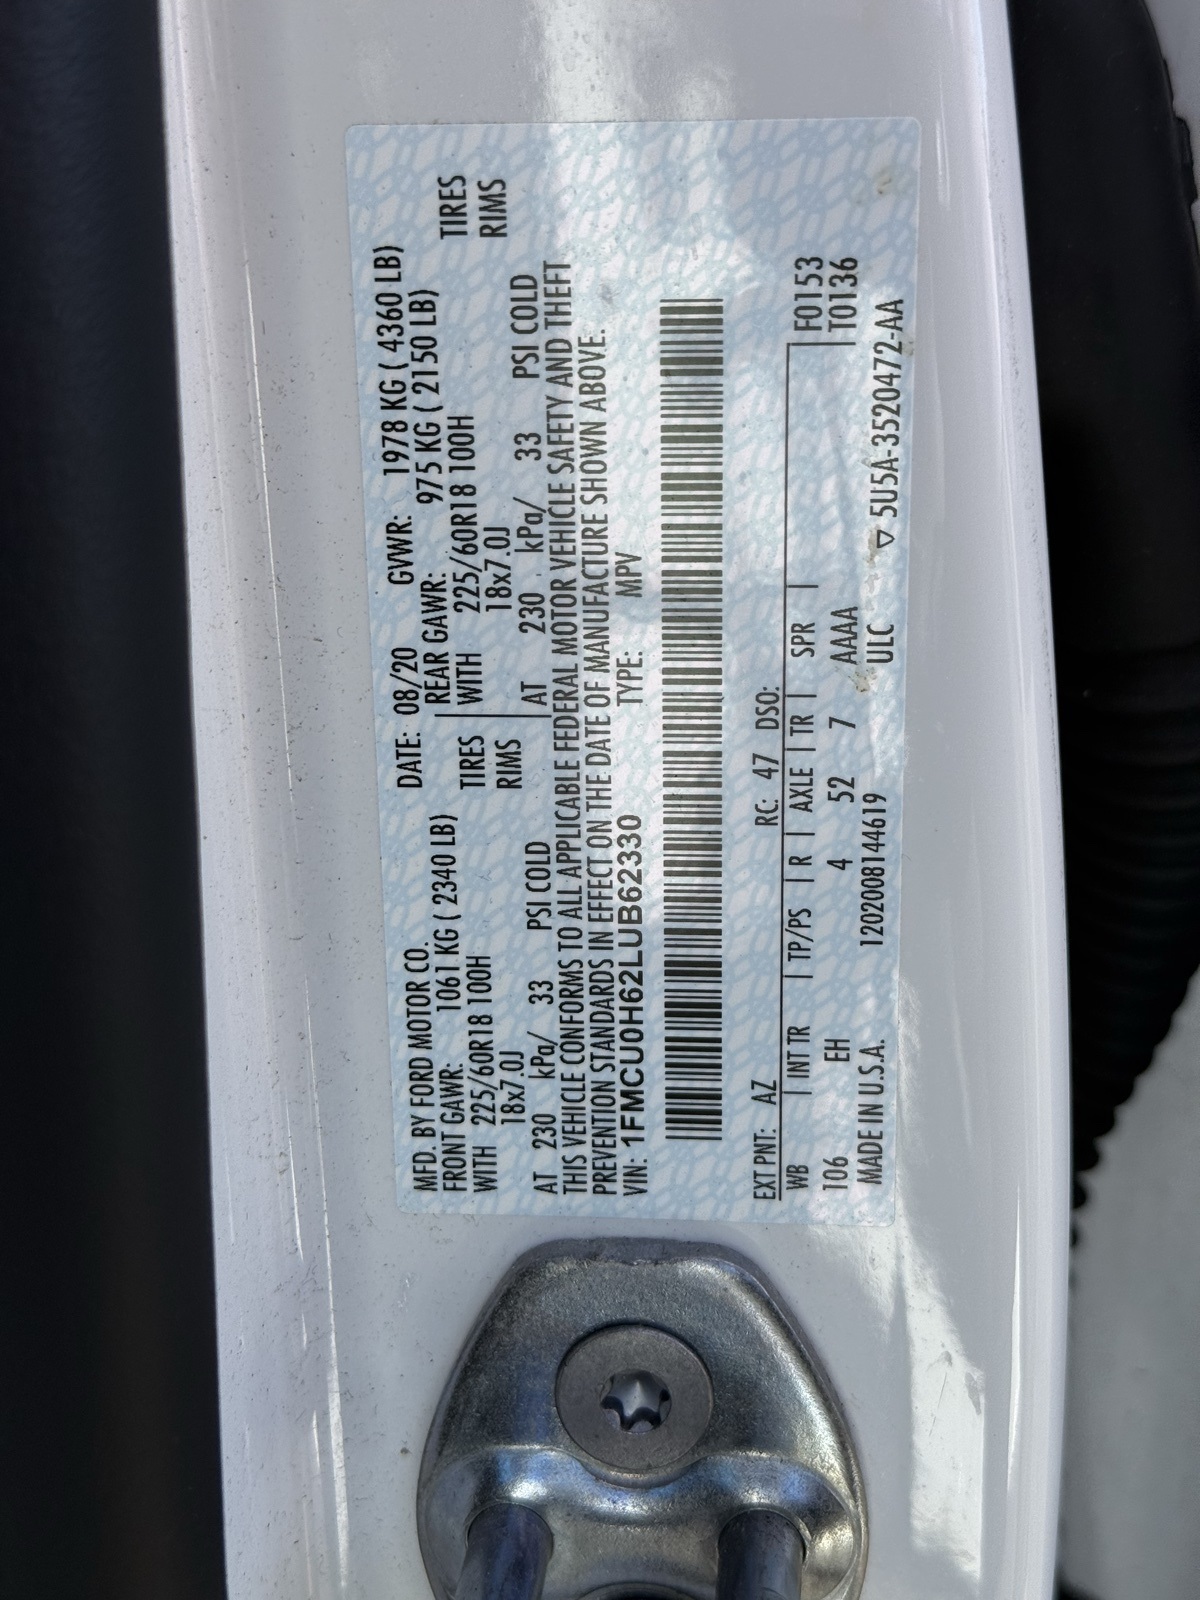 MFD. BY FORD MOTOR CO. DATE: 08/20 GVWR: 1978 KG ( 4360 LB)
FRONT GAWR: 1061 KG ( 2340 LB) REAR GAWR: 975 KG ( 2150 LB)
WITH 225/60R18 100H TIRES WITH 225/60R18 100H TIRES
18x7.0J RIMS 18x7.0J RIMS
AT 230 kPa/ 33 PSI COLD AT 230 kPa/ 33 PSI COLD
THIS VEHICLE CONFORMS TO ALL APPLICABLE FEDERAL MOTOR VEHICLE SAFETY AND THEFT
PREVENTION STANDARDS IN EFFECT ON THE DATE OF MANUFACTURE SHOWN ABOVE.
VIN: 1FMCU0H62LUB62330 TYPE: MPV
EXT PNT: AZ RC: 47 DSO:
WB | INT TR | TP/PS | R | AXLE | TR | SPR | F0153
106 EH 4 52 7 AAAA T0136
MADE IN U.S.A. 120200814461​9 ULC ▽ 5U5A-3520472-AA